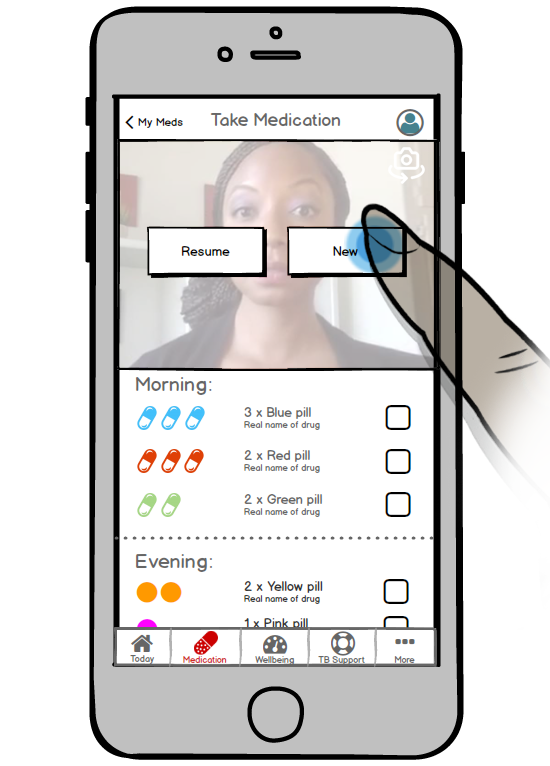 My Meds
Take Medication
Resume
New
Morning:
3 x Blue pill
Real name of drug
2 x Red pill
Real name of drug
2 x Green pill
Real name of drug
Evening:
2 x Yellow pill
Real name of drug
1 x Pink pill
Today
Medication
Wellbeing
TB Support
More